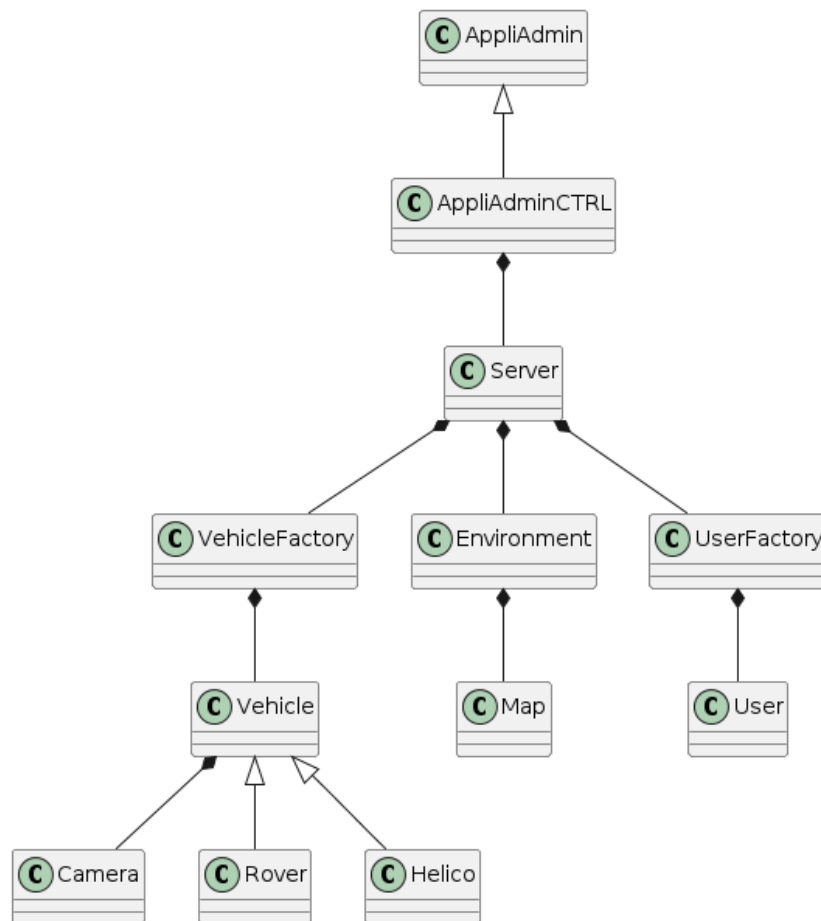 C AppliAdmin
C AppliAdminCTRL
C Server
C VehicleFactory
C Environment
C UserFactory
C Vehicle
C Map
C User
C Camera
C Rover
C Helico